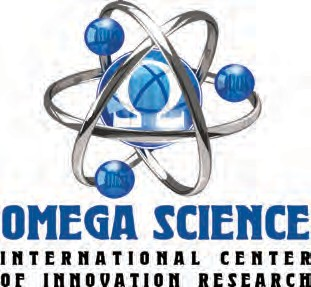 Ω
OMEGA SCIENCE
INTERNATIONAL CENTER
OF INNOVATION RESEARCH